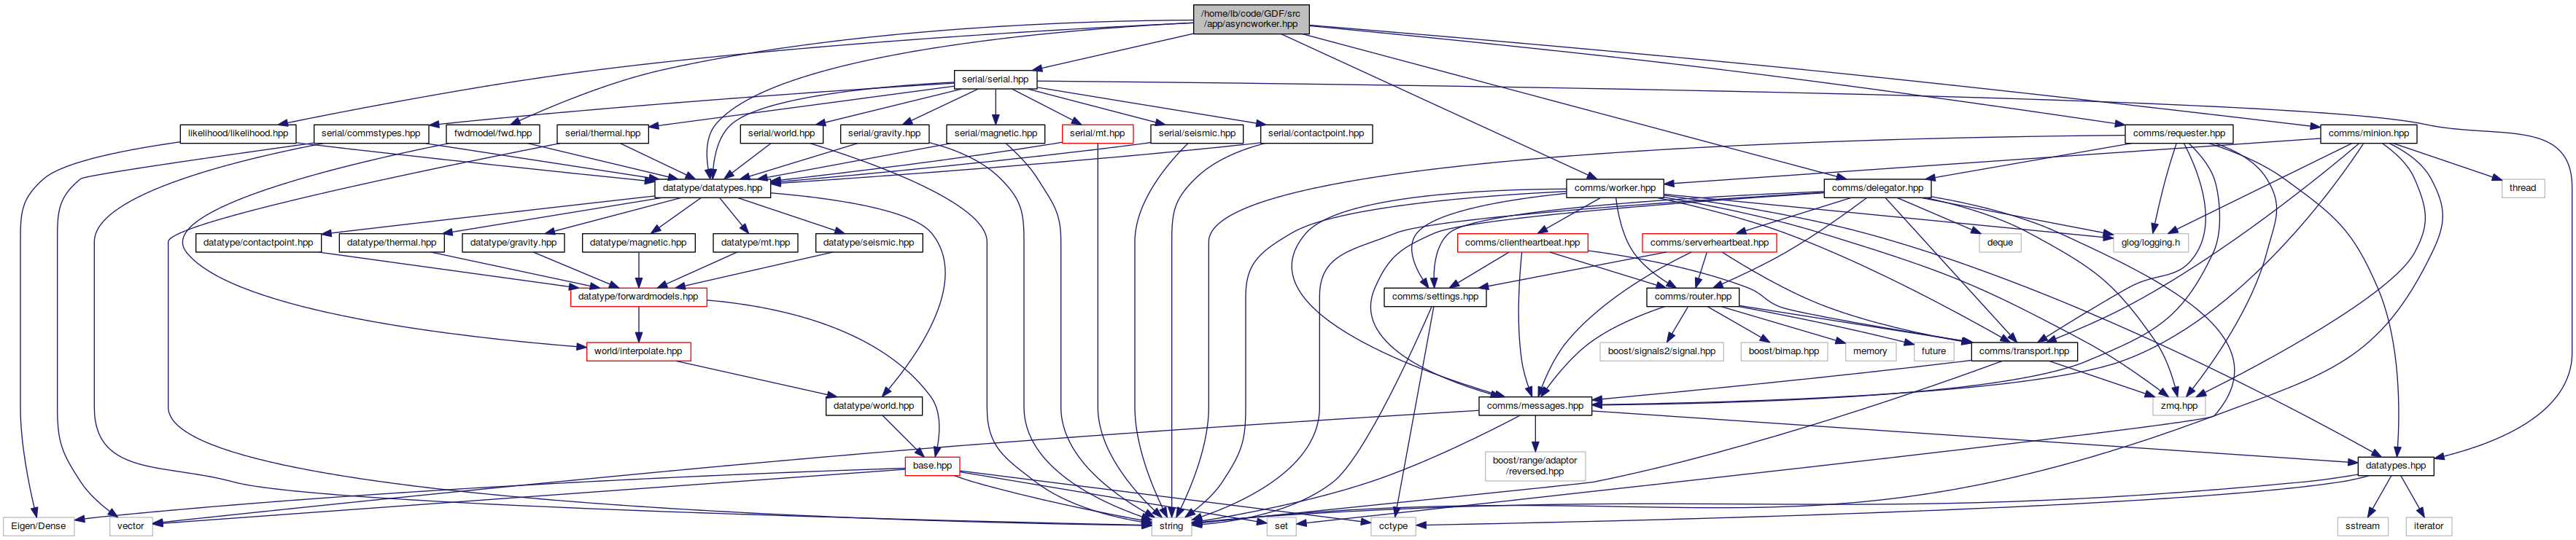 /home/lb/code/GDF/src
/app/asyncworker.hpp
serial/serial.hpp
likelihood/likelihood.hpp
serial/commstypes.hpp
fwdmodel/fwd.hpp
serial/thermal.hpp
serial/world.hpp
serial/gravity.hpp
serial/magnetic.hpp
serial/mt.hpp
serial/seismic.hpp
serial/contactpoint.hpp
comms/requester.hpp
comms/minion.hpp
datatype/datatypes.hpp
comms/worker.hpp
comms/delegator.hpp
thread
datatype/contactpoint.hpp
datatype/thermal.hpp
datatype/gravity.hpp
datatype/magnetic.hpp
datatype/mt.hpp
datatype/seismic.hpp
comms/clientheartbeat.hpp
comms/serverheartbeat.hpp
deque
glog/logging.h
datatype/forwardmodels.hpp
comms/settings.hpp
comms/router.hpp
world/interpolate.hpp
boost/signals2/signal.hpp
boost/bimap.hpp
memory
future
comms/transport.hpp
datatype/world.hpp
comms/messages.hpp
zmq.hpp
base.hpp
boost/range/adaptor
/reversed.hpp
datatypes.hpp
Eigen/Dense
vector
string
set
cctype
sstream
iterator